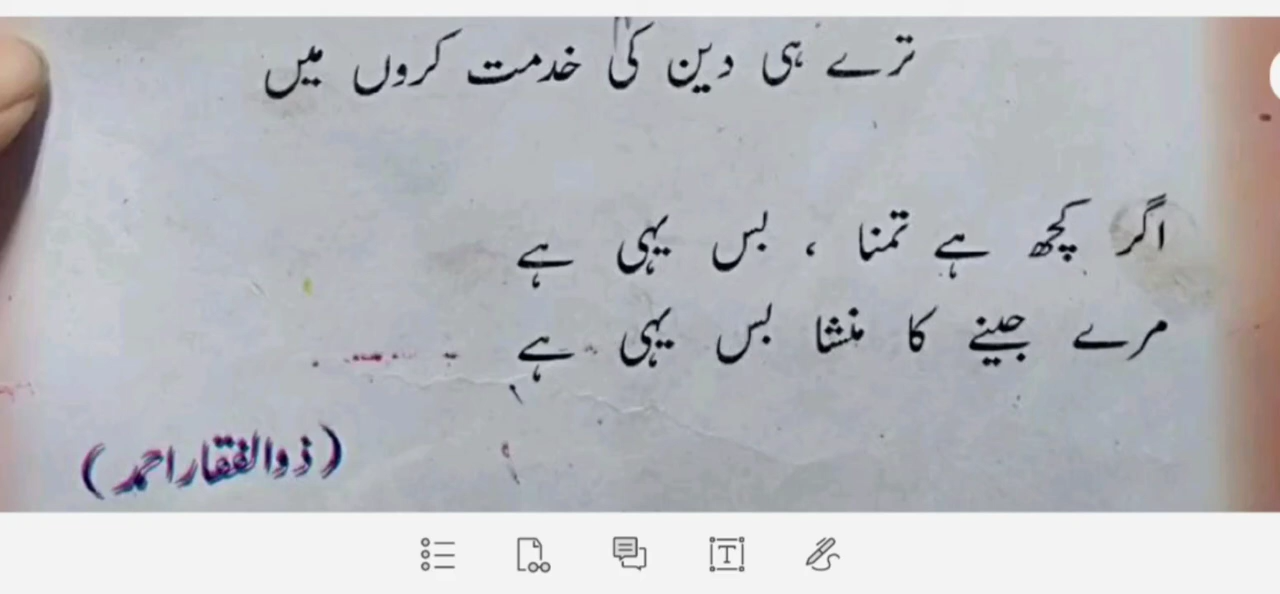 ترے ہی دین کی خدمت کروں میں
اگر کچھ ہے تمنا ، بس یہی ہے
مرے جینے کا منشا بس یہی ہے
(ذوالفقار احمد)